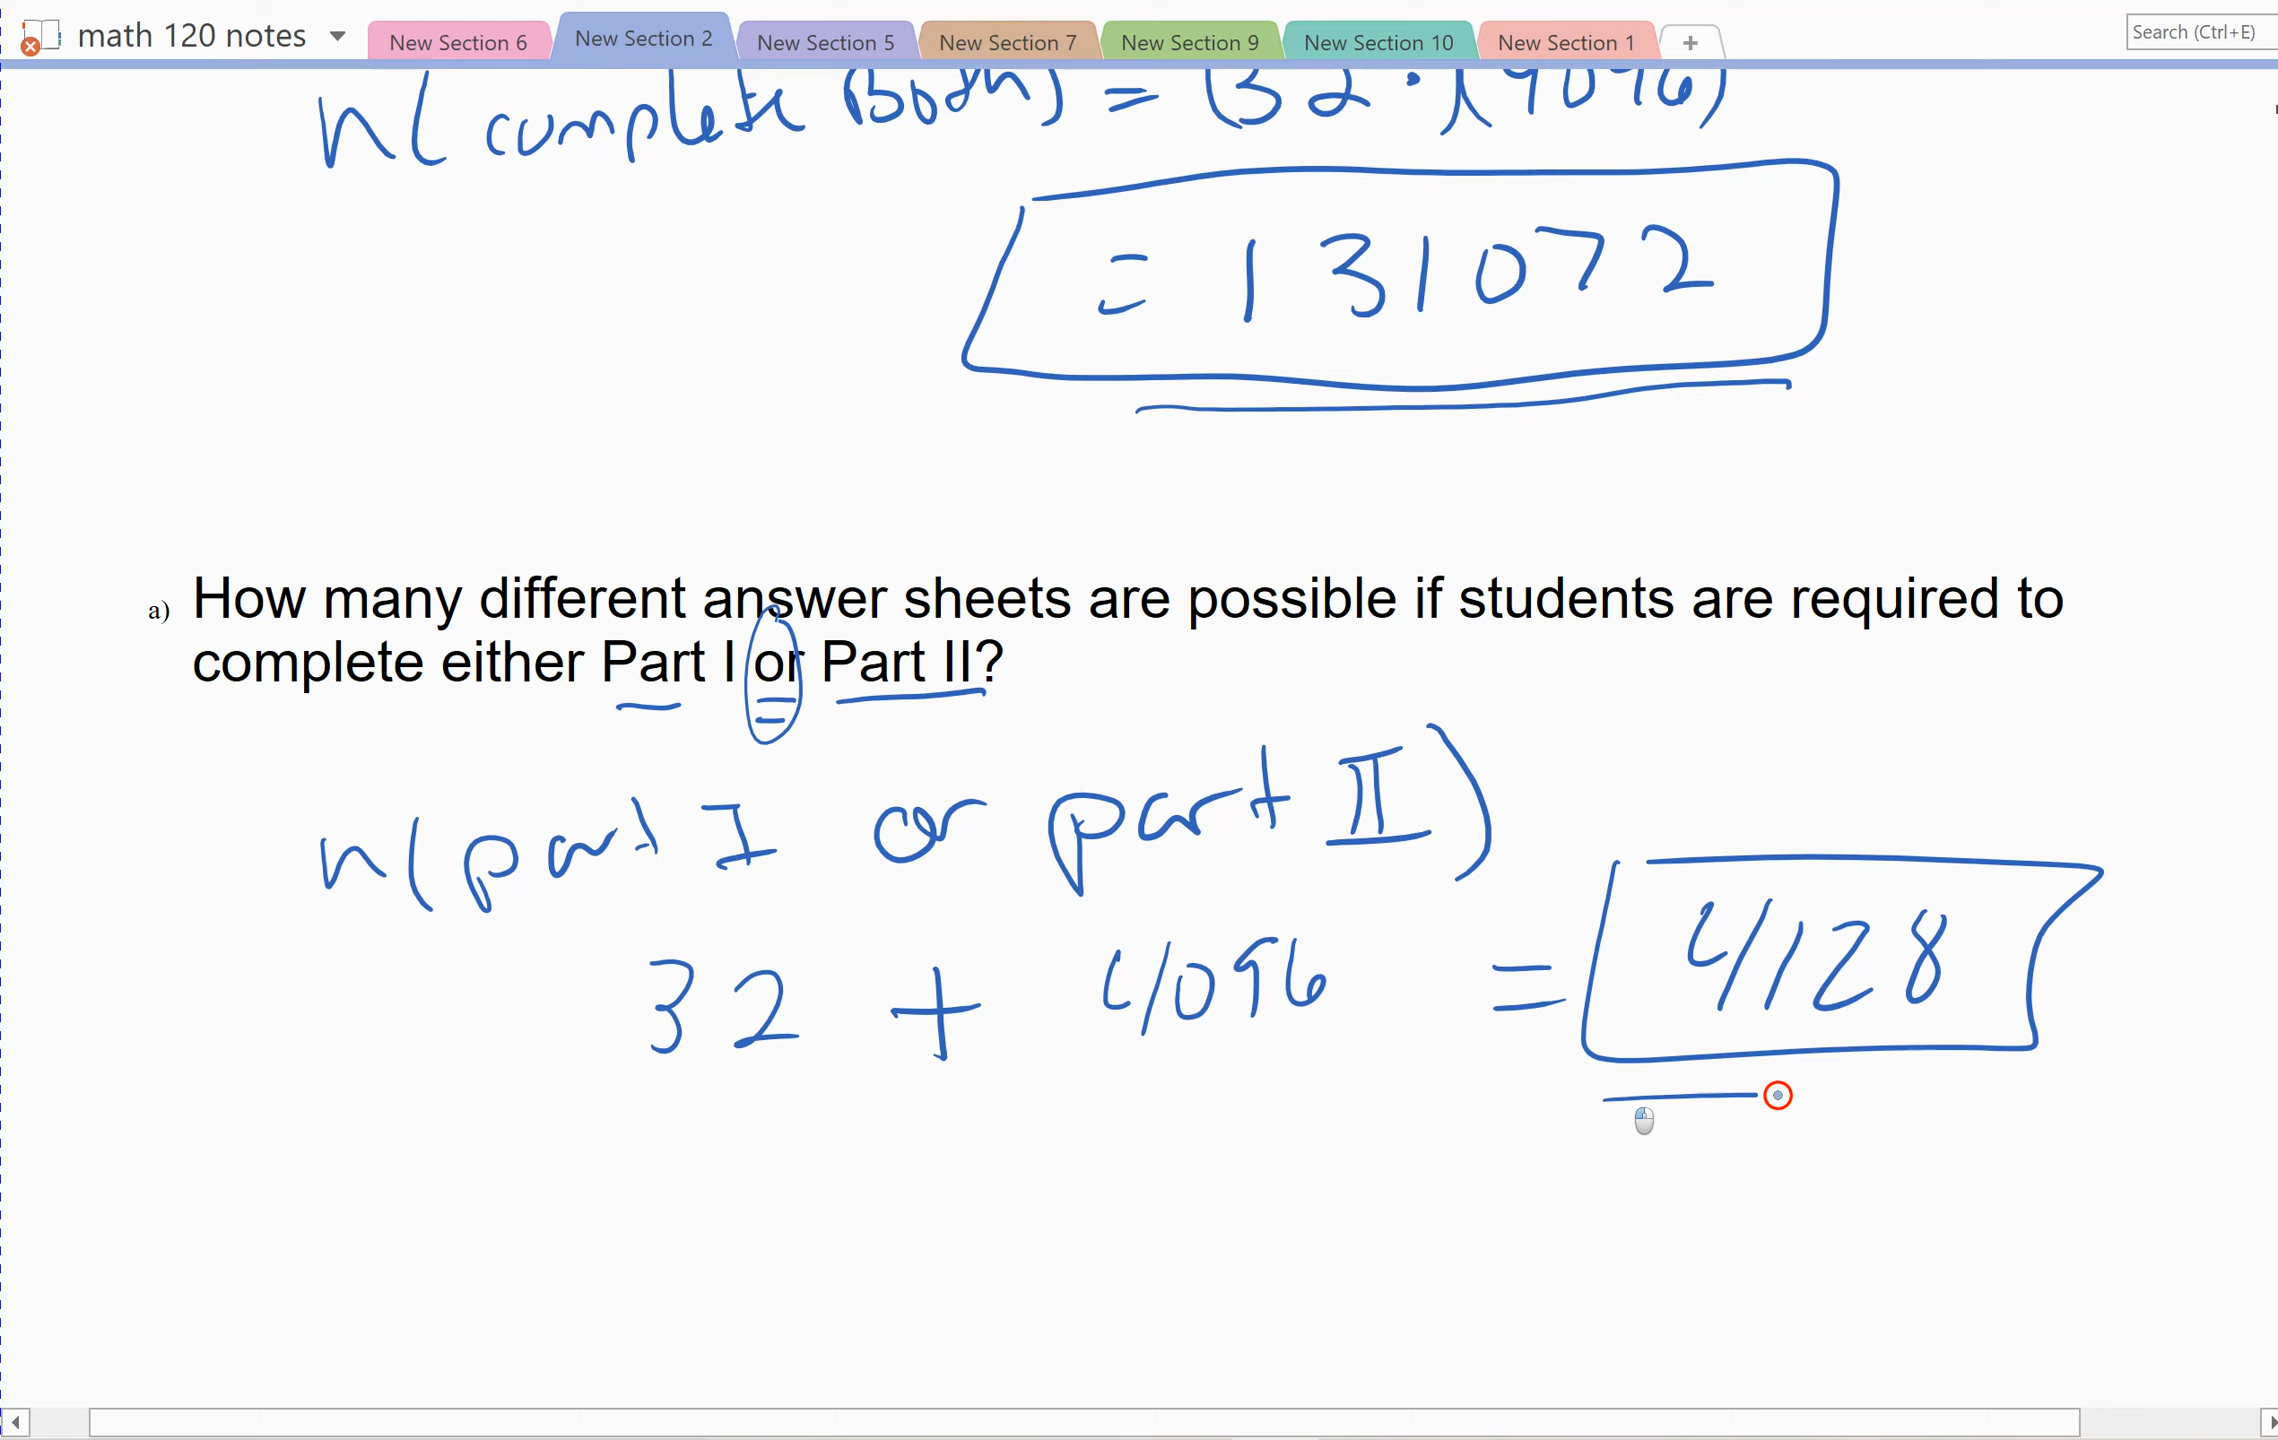 math 120 notes New Section 6 New Section 2 New Section 5 New Section 7 New Section 9 New Section 10 New Section 1 + Search (Ctrl+E)
n( complete Both) = (32 · )(4096)
= 131072
a) How many different answer sheets are possible if students are required to
complete either Part I or Part II?
n(part I or part II)
32 + 4096 = 4128